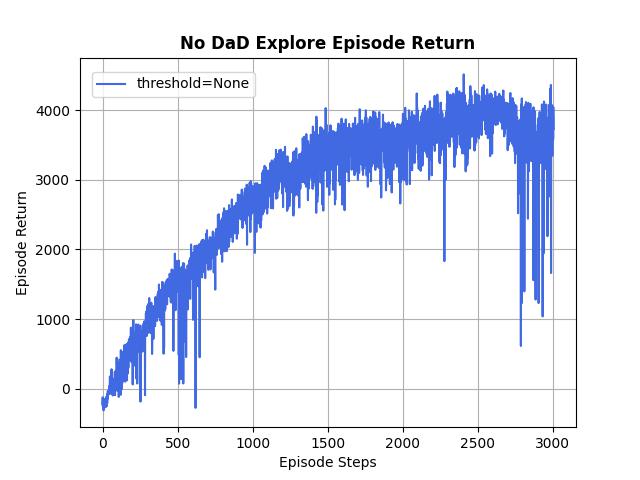 No DaD Explore Episode Return
threshold=None
Episode Return
4000
3000
2000
1000
0
0 500 1000 1500 2000 2500 3000
Episode Steps